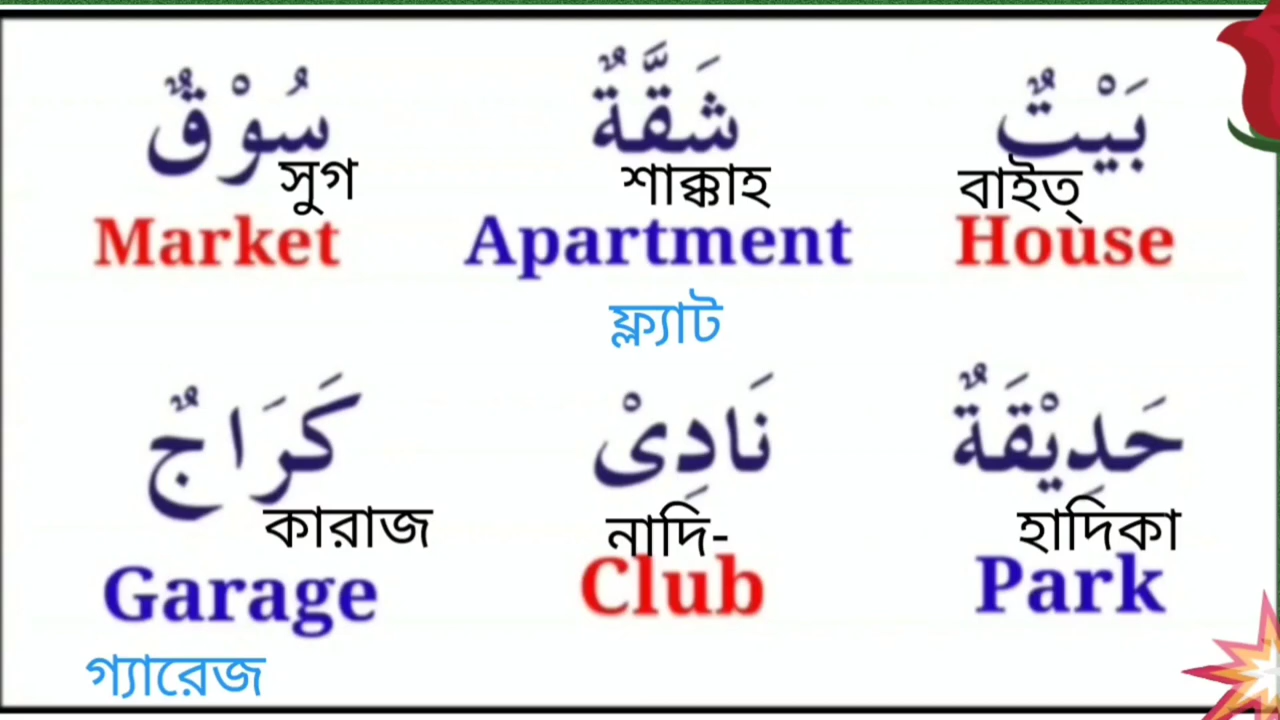 بَيْتٌ شَقَّةٌ سُوْقٌ
বাইত্ শাক্কাহ সুগ
House Apartment Market
ফ্ল্যাট
حَدِيْقَةٌ نَادِىْ كَرَاجٌ
হাদিকা নাদি- কারাজ
Park Club Garage
গ্যারেজ